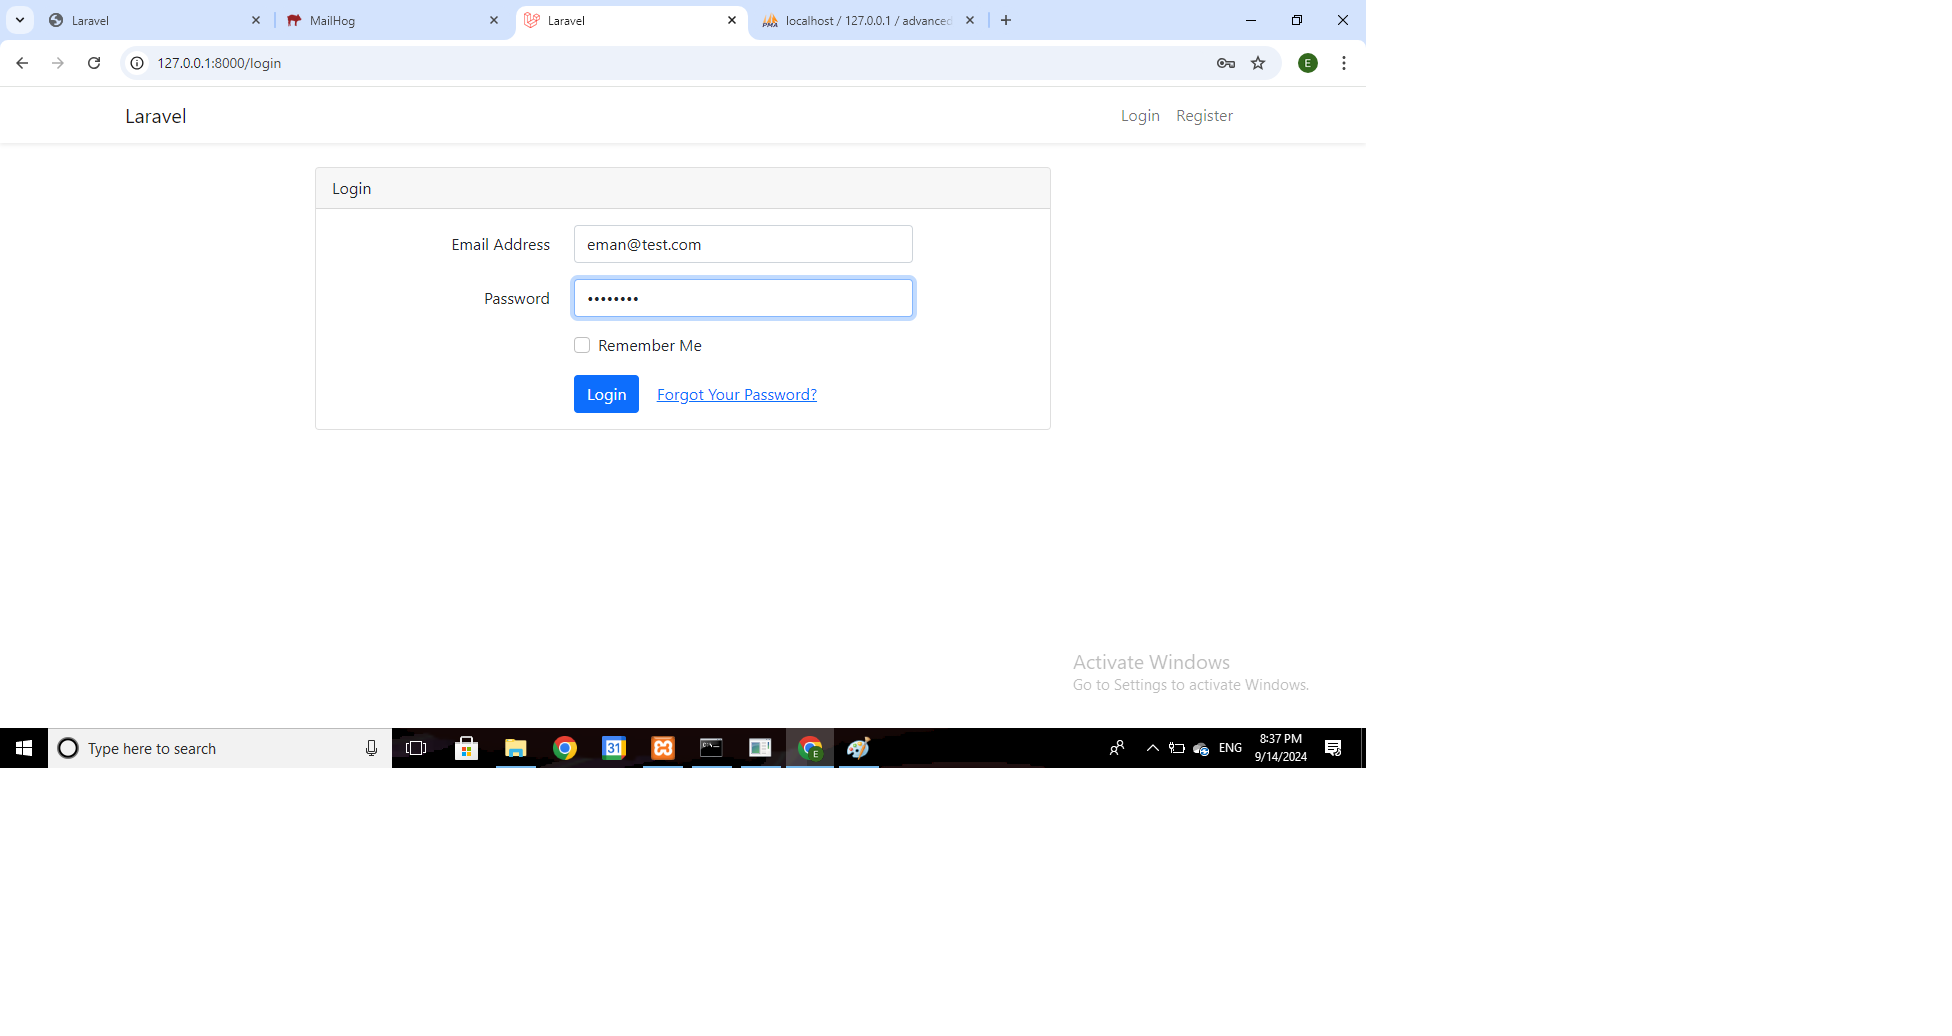 Laravel
MailHog
Laravel
localhost / 127.0.0.1 / advanced
127.0.0.1:8000/login
E
Laravel
Login
Register
Login
Email Address
eman@test.com
Password
••••••••
Remember Me
Login
Forgot Your Password?
Activate Windows
Go to Settings to activate Windows.
Type here to search
31
E
ENG
8:37 PM
9/14/2024